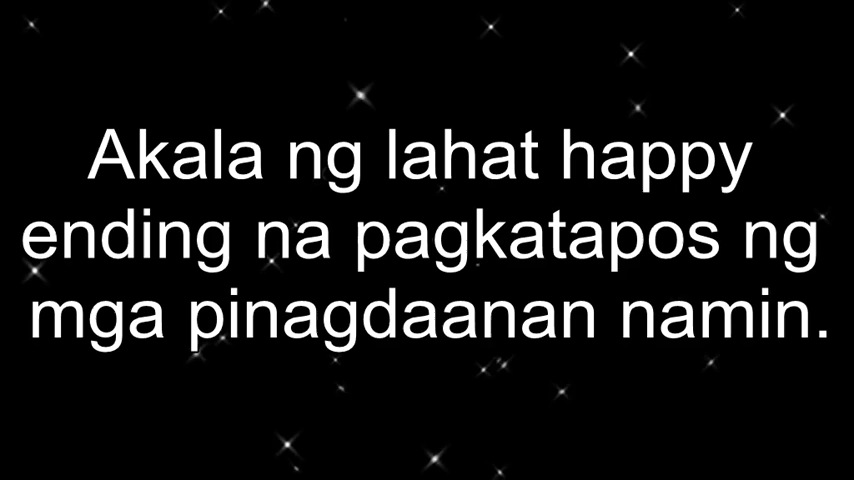 Akala ng lahat happy
ending na pagkatapos ng
mga pinagdaanan namin.